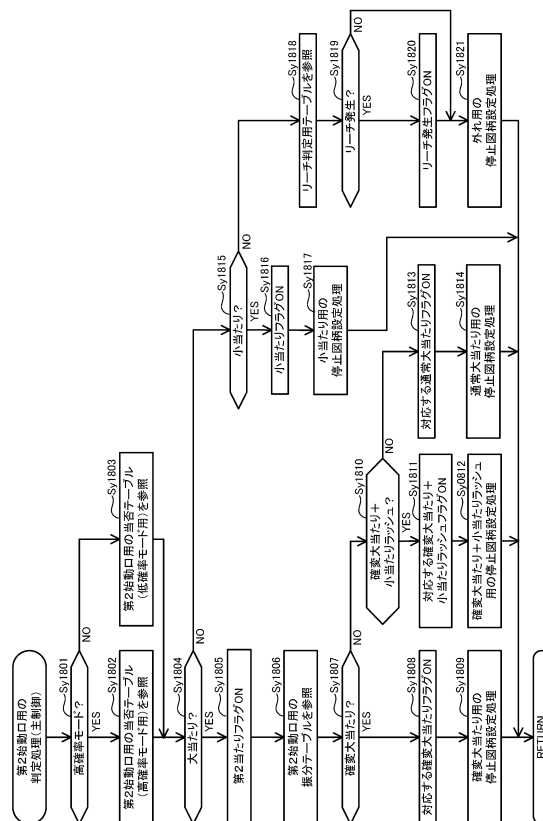 第2始動口用の
判定処理(主制御)
Sy1801
高確率モード?
NO
YES
Sy1802
第2始動口用の当否テーブル
(高確率モード用)を参照
Sy1803
第2始動口用の当否テーブル
(低確率モード用)を参照
Sy1804
大当たり?
NO
YES
Sy1805
第2当たりフラグON
Sy1806
第2始動口用の
振分テーブルを参照
Sy1807
確変大当たり?
NO
YES
Sy1808
対応する確変大当たりフラグON
Sy1809
確変大当たり用の
停止図柄設定処理
Sy1810
確変大当たり+
小当たりラッシュ?
NO
YES
Sy1811
対応する確変大当たり+
小当たりラッシュフラグON
Sy0812
確変大当たり+小当たりラッシュ
用の停止図柄設定処理
Sy1813
対応する通常大当たりフラグON
Sy1814
通常大当たり用の
停止図柄設定処理
Sy1815
小当たり?
NO
YES
Sy1816
小当たりフラグON
Sy1817
小当たり用の
停止図柄設定処理
Sy1818
リーチ判定用テーブルを参照
Sy1819
リーチ発生?
NO
YES
Sy1820
リーチ発生フラグON
Sy1821
外れ用の
停止図柄設定処理
RETURN